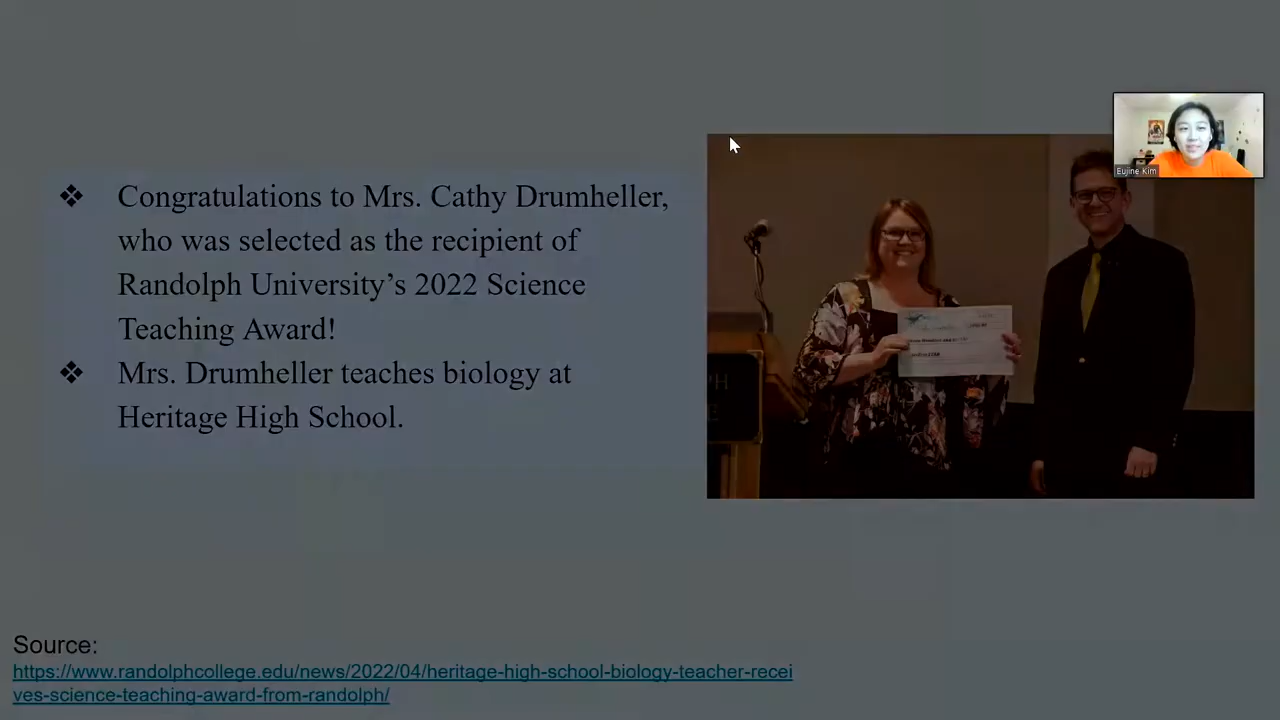 ❖ Congratulations to Mrs. Cathy Drumheller,
who was selected as the recipient of
Randolph University’s 2022 Science
Teaching Award!
❖ Mrs. Drumheller teaches biology at
Heritage High School.
Eujine Kim
Source:
https://www.randolphcollege.edu/news/2022/04/heritage-high-school-biology-teacher-recei
ves-science-teaching-award-from-randolph/